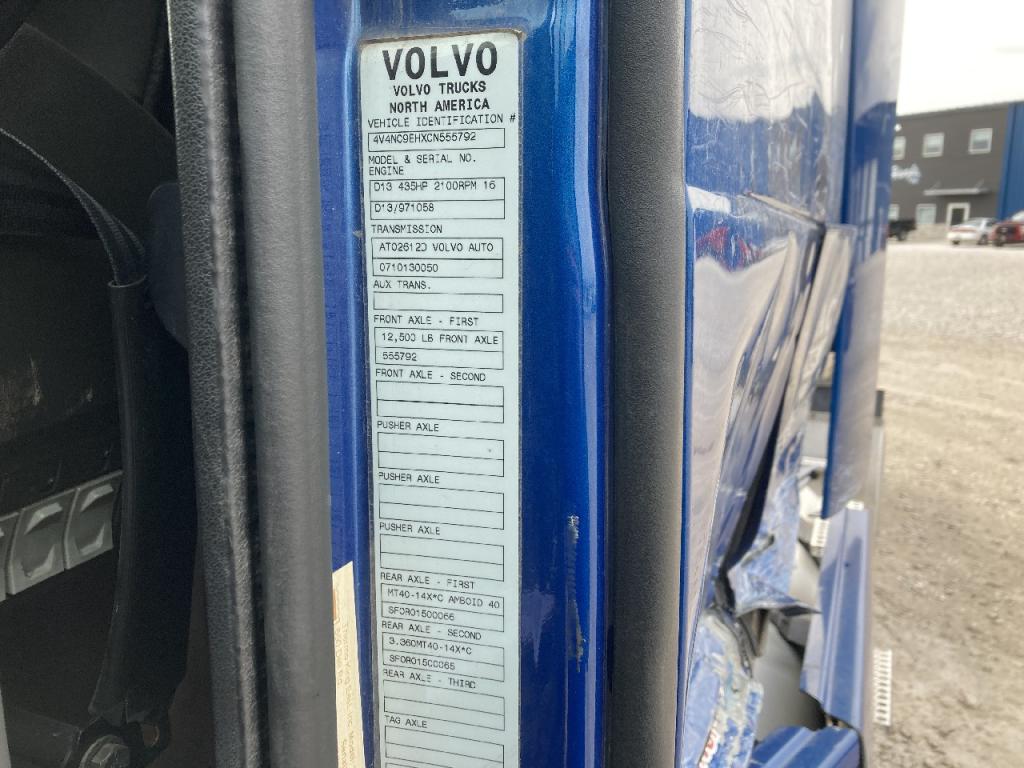 VOLVO
VOLVO TRUCKS
NORTH AMERICA
VEHICLE IDENTIFICATION #
4V4NC9EHXCN555792
MODEL & SERIAL NO.
ENGINE
D13 435HP 2100RPM 16
D13/971058
TRANSMISSION
AT02612D VOLVO AUTO
0710130050
AUX TRANS.
FRONT AXLE - FIRST
12,500 LB FRONT AXLE
555792
FRONT AXLE - SECOND
PUSHER AXLE
PUSHER AXLE
PUSHER AXLE
REAR AXLE - FIRST
MT40-14X*C AMBOID 40
SFOR01500065
REAR AXLE - SECOND
3.360MT40-14X*C
SFOR01500065
REAR AXLE - THIRD
TAG AXLE